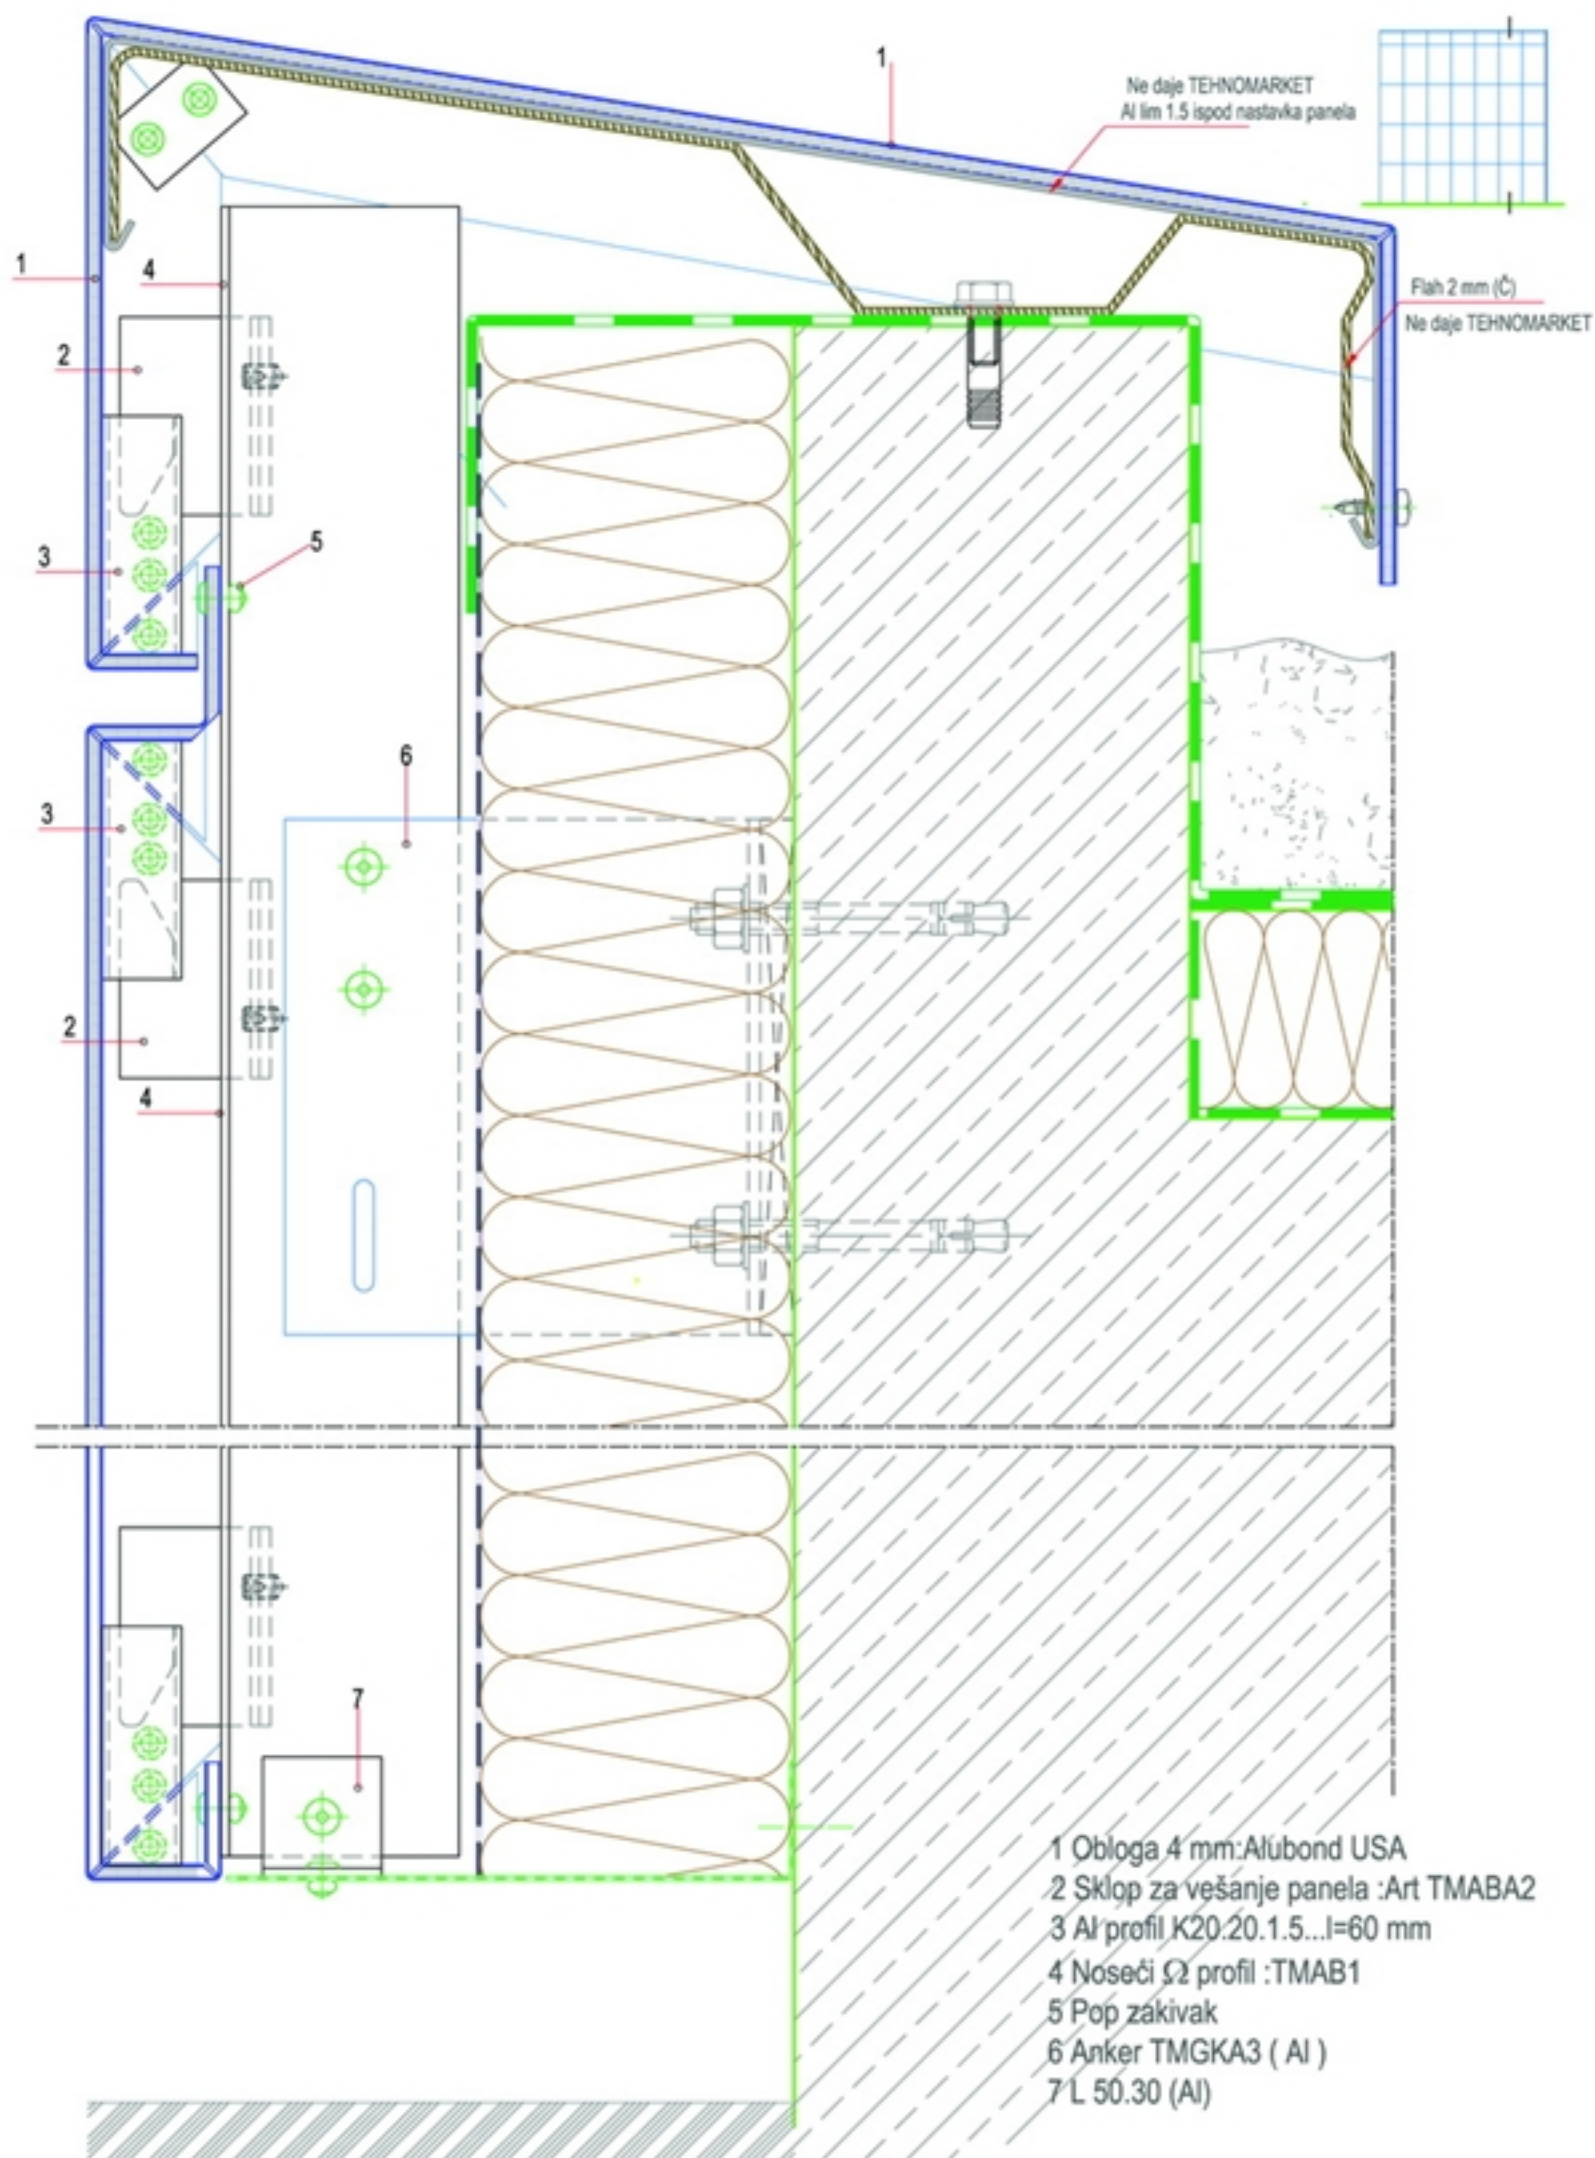 1
Ne daje TEHNOMARKET
Al lim 1.5 ispod nastavka panela
1
4
Flah 2 mm (Č)
Ne daje TEHNOMARKET
2
3
5
6
3
2
4
7
1 Obloga 4 mm:Alubond USA
2 Sklop za vešanje panela :Art TMABA2
3 Al profil K20.20.1.5...l=60 mm
4 Noseći Ω profil :TMAB1
5 Pop zakivak
6 Anker TMGKA3 ( Al )
7 L 50.30 (Al)